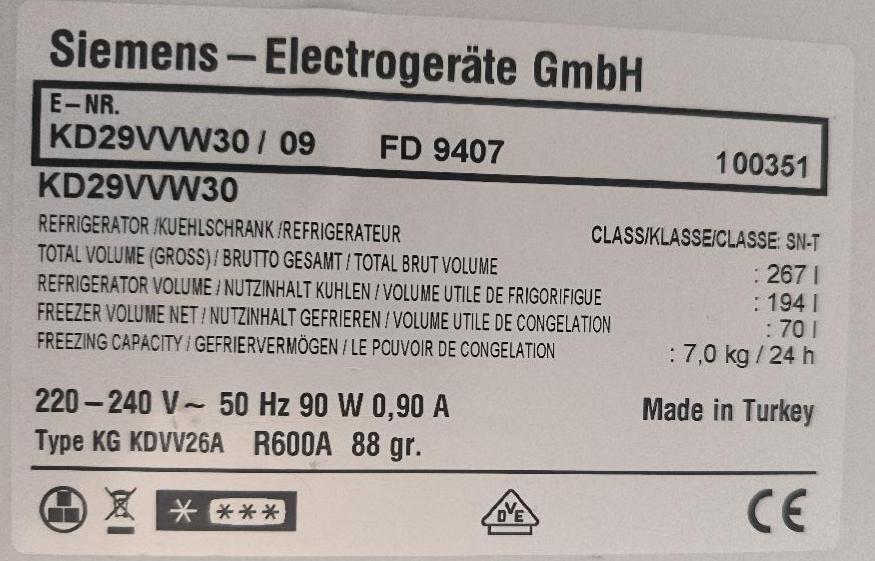 Siemens – Electrogeräte GmbH
E–NR.
KD29VVW30 / 09 FD 9407 100351
KD29VVW30
REFRIGERATOR /KUEHLSCHRANK /REFRIGERATEUR CLASS/KLASSE/CLASSE: SN-T
TOTAL VOLUME (GROSS) / BRUTTO GESAMT / TOTAL BRUT VOLUME : 267 l
REFRIGERATOR VOLUME / NUTZINHALT KUHLEN / VOLUME UTILE DE FRIGORIFIGUE : 194 l
FREEZER VOLUME NET / NUTZINHALT GEFRIEREN / VOLUME UTILE DE CONGELATION : 70 l
FREEZING CAPACITY / GEFRIERVERMÖGEN / LE POUVOIR DE CONGELATION : 7,0 kg / 24 h
220 – 240 V ~ 50 Hz 90 W 0,90 A Made in Turkey
Type KG KDVV26A R600A 88 gr.
DVE CE